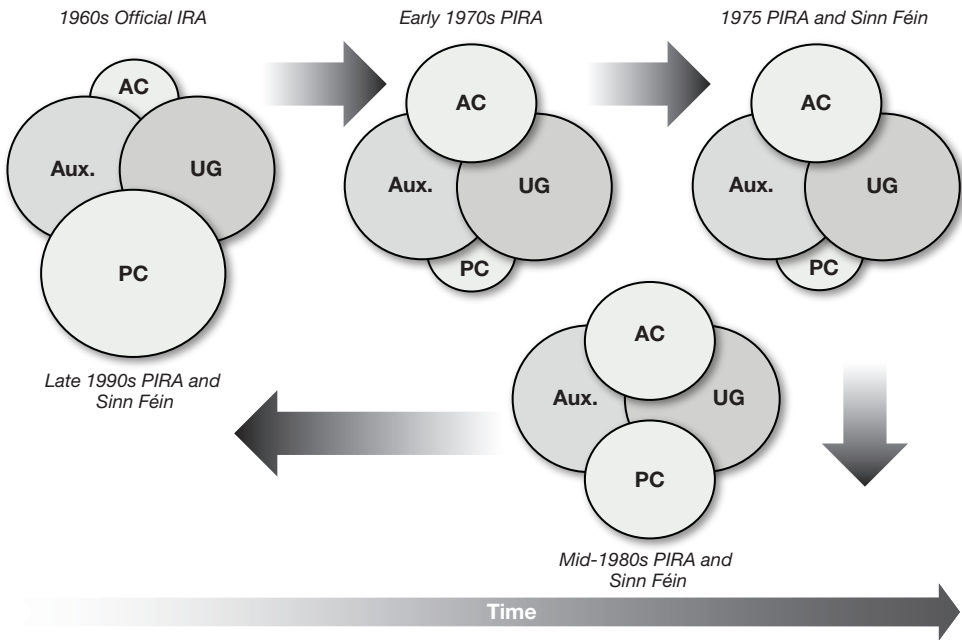 1960s Official IRA
Early 1970s PIRA
1975 PIRA and Sinn Féin
AC
Aux.
UG
PC
AC
Aux.
UG
PC
AC
Aux.
UG
PC
Late 1990s PIRA and
Sinn Féin
AC
Aux.
UG
PC
Mid-1980s PIRA and
Sinn Féin
Time